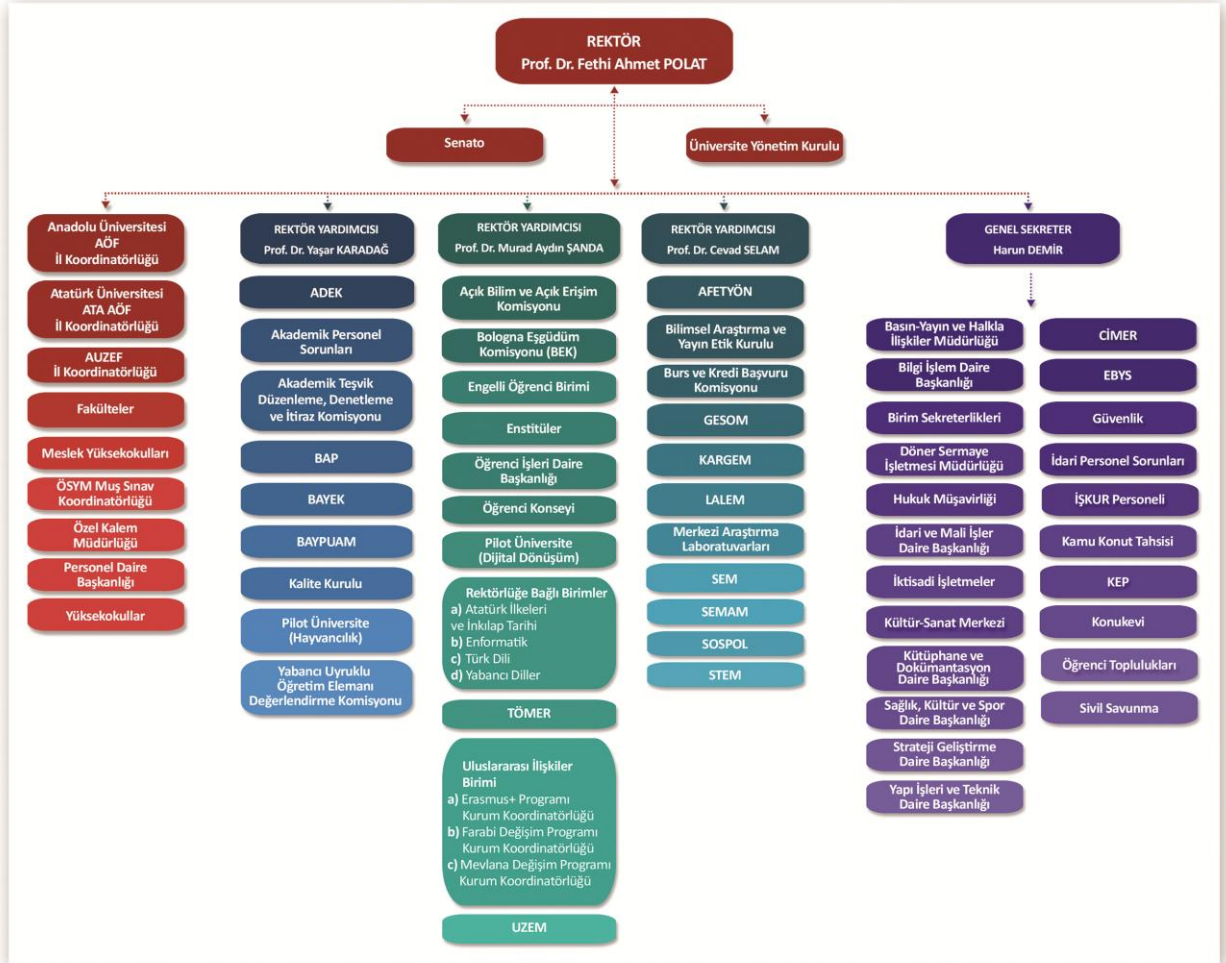 REKTÖR
Prof. Dr. Fethi Ahmet POLAT
Senato
Üniversite Yönetim Kurulu
Anadolu Üniversitesi
AÖF
İl Koordinatörlüğü
Atatürk Üniversitesi
ATA AÖF
İl Koordinatörlüğü
AUZEF
İl Koordinatörlüğü
Fakülteler
Meslek Yüksekokulları
ÖSYM Muş Sınav
Koordinatörlüğü
Özel Kalem
Müdürlüğü
Personel Daire
Başkanlığı
Yüksekokullar
REKTÖR YARDIMCISI
Prof. Dr. Yaşar KARADAĞ
ADEK
Akademik Personel
Sorunları
Akademik Teşvik
Düzenleme, Denetleme
ve İtiraz Komisyonu
BAP
BAYEK
BAYPUAM
Kalite Kurulu
Pilot Üniversite
(Hayvancılık)
Yabancı Uyruklu
Öğretim Elemanı
Değerlendirme Komisyonu
REKTÖR YARDIMCISI
Prof. Dr. Murad Aydın ŞANDA
Açık Bilim ve Açık Erişim
Komisyonu
Bologna Eşgüdüm
Komisyonu (BEK)
Engelli Öğrenci Birimi
Enstitüler
Öğrenci İşleri Daire
Başkanlığı
Öğrenci Konseyi
Pilot Üniversite
(Dijital Dönüşüm)
Rektörlüğe Bağlı Birimler
a) Atatürk İlkeleri
ve İnkılap Tarihi
b) Enformatik
c) Türk Dili
d) Yabancı Diller
TÖMER
Uluslararası İlişkiler
Birimi
a) Erasmus+ Programı
Kurum Koordinatörlüğü
b) Farabi Değişim Programı
Kurum Koordinatörlüğü
c) Mevlana Değişim Programı
Kurum Koordinatörlüğü
UZEM
REKTÖR YARDIMCISI
Prof. Dr. Cevad SELAM
AFETYÖN
Bilimsel Araştırma ve
Yayın Etik Kurulu
Burs ve Kredi Başvuru
Komisyonu
GESOM
KARGEM
LALEM
Merkezi Araştırma
Laboratuvarları
SEM
SEMAM
SOSPOL
STEM
GENEL SEKRETER
Harun DEMİR
Basın-Yayın ve Halkla
İlişkiler Müdürlüğü
Bilgi İşlem Daire
Başkanlığı
Birim Sekreterlikleri
Döner Sermaye
İşletmesi Müdürlüğü
Hukuk Müşavirliği
İdari ve Mali İşler
Daire Başkanlığı
İktisadi İşletmeler
Kültür-Sanat Merkezi
Kütüphane ve
Dokümantasyon
Daire Başkanlığı
Sağlık, Kültür ve Spor
Daire Başkanlığı
Strateji Geliştirme
Daire Başkanlığı
Yapı İşleri ve Teknik
Daire Başkanlığı
CİMER
EBYS
Güvenlik
İdari Personel Sorunları
İŞKUR Personeli
Kamu Konut Tahsisi
KEP
Konukevi
Öğrenci Toplulukları
Sivil Savunma